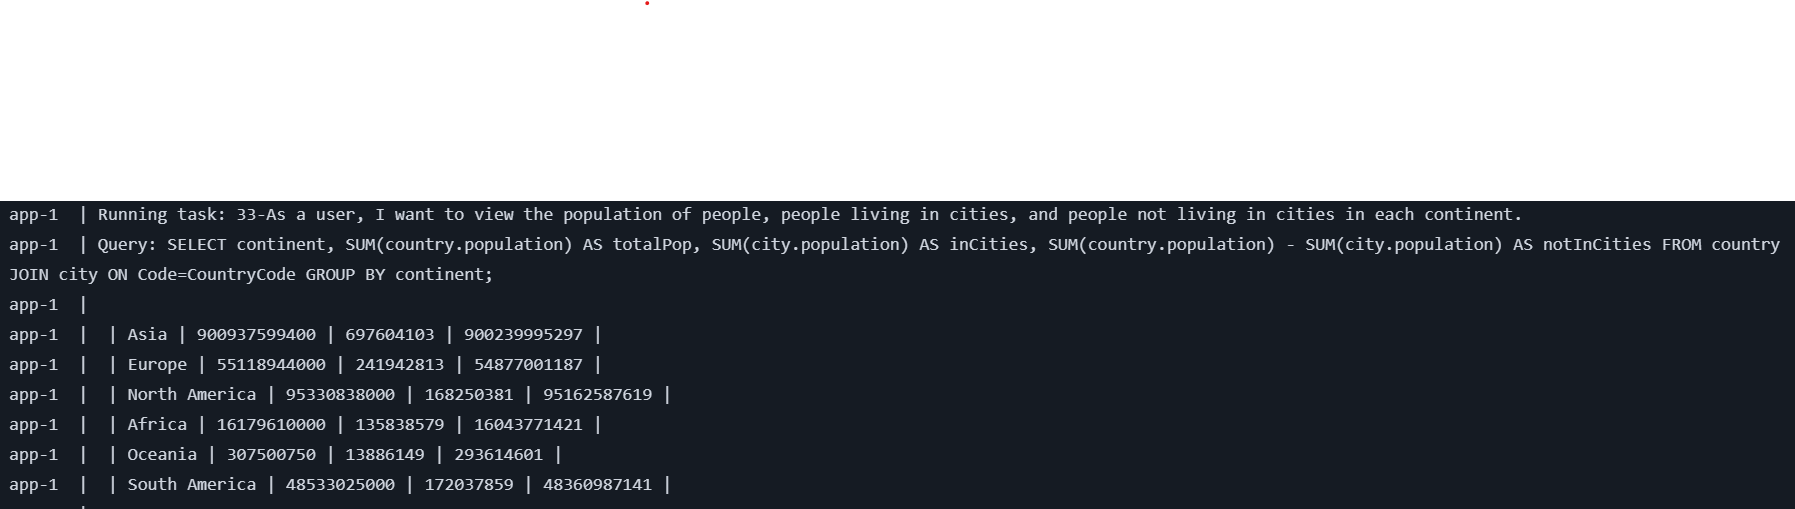 app-1  | Running task: 33-As a user, I want to view the population of people, people living in cities, and people not living in cities in each continent.
app-1  | Query: SELECT continent, SUM(country.population) AS totalPop, SUM(city.population) AS inCities, SUM(country.population) - SUM(city.population) AS notInCities FROM country
JOIN city ON Code=CountryCode GROUP BY continent;
app-1  |
app-1  |  | Asia | 900937599400 | 697604103 | 900239995297 |
app-1  |  | Europe | 55118944000 | 241942813 | 54877001187 |
app-1  |  | North America | 95330838000 | 168250381 | 95162587619 |
app-1  |  | Africa | 16179610000 | 135838579 | 16043771421 |
app-1  |  | Oceania | 307500750 | 13886149 | 293614601 |
app-1  |  | South America | 48533025000 | 172037859 | 48360987141 |